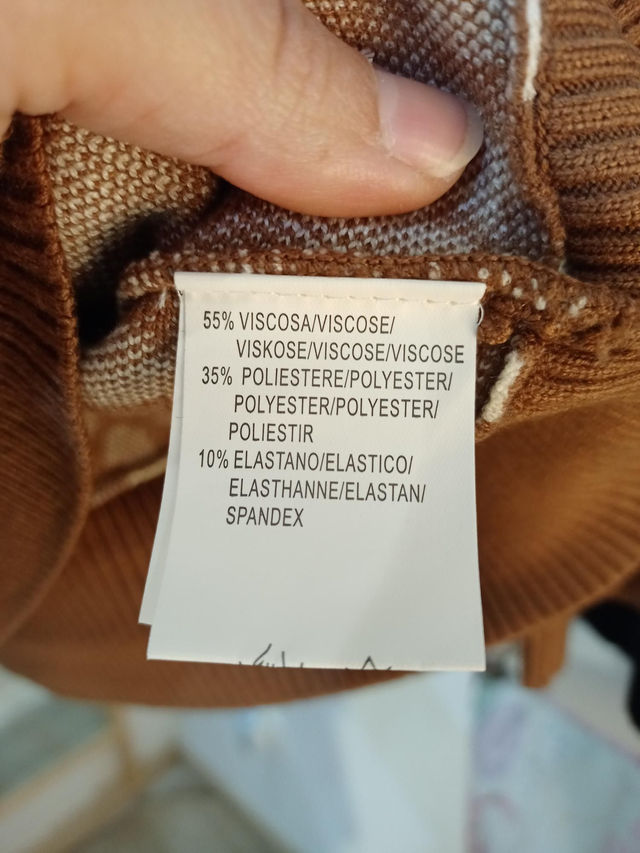 55% VISCOSA/VISCOSE/
VISKOSE/VISCOSE/VISCOSE
35% POLIESTERE/POLYESTER/
POLYESTER/POLYESTER/
POLIESTIR
10% ELASTANO/ELASTICO/
ELASTHANNE/ELASTAN/
SPANDEX